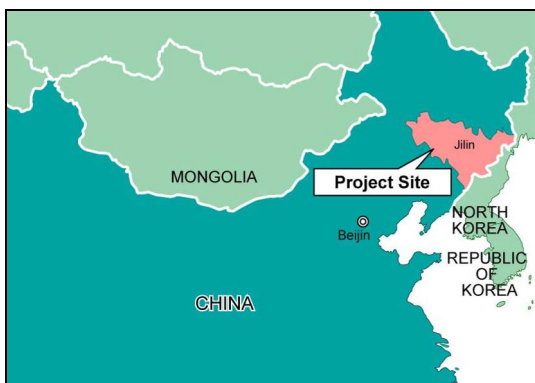 Jilin
MONGOLIA
Project Site
NORTH
KOREA
Beijin
REPUBLIC
OF
KOREA
CHINA